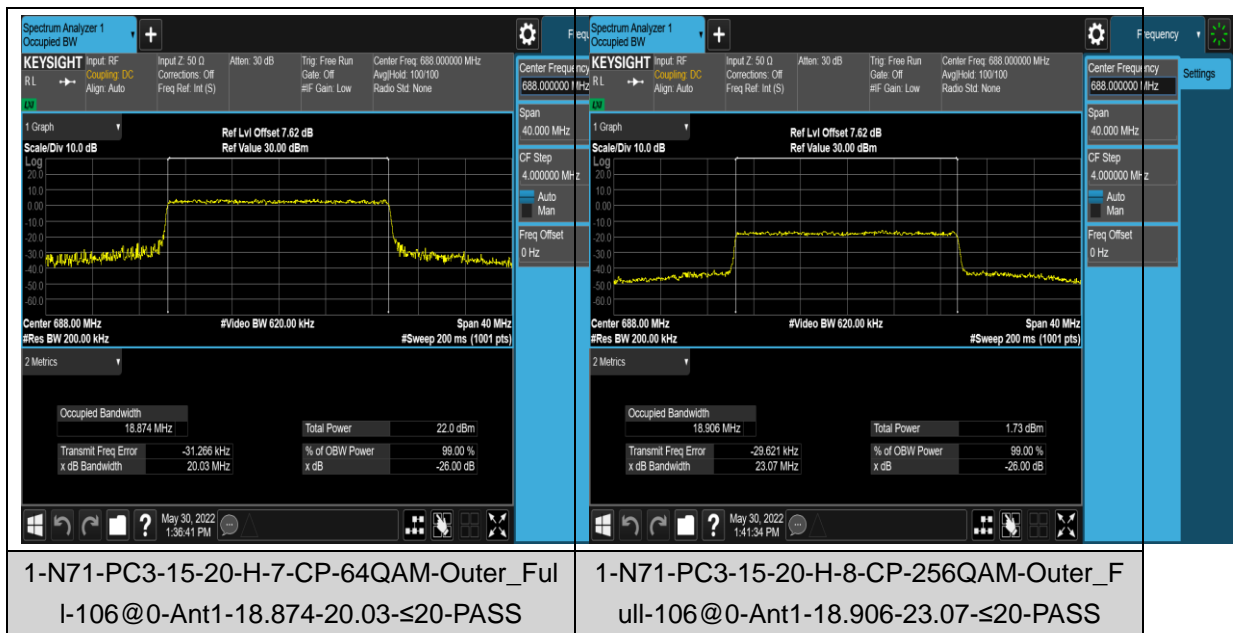 Spectrum Analyzer 1
Occupied BW
+
Frequ
KEYSIGHT
RL
LXI
Input: RF
Coupling: DC
Align: Auto
Input Z: 50 Ω
Corrections: Off
Freq Ref: Int (S)
Atten: 30 dB
Trig: Free Run
Gate: Off
#IF Gain: Low
Center Freq: 688.000000 MHz
Avg|Hold: 100/100
Radio Std: None
Center Frequency
688.000000 MHz
Span
40.000 MHz
CF Step
4.000000 MHz
Auto
Man
Freq Offset
0 Hz
1 Graph
Scale/Div 10.0 dB
Ref Lvl Offset 7.62 dB
Ref Value 30.00 dBm
Log
20.0
10.0
0.00
-10.0
-20.0
-30.0
-40.0
-50.0
-60.0
Center 688.00 MHz
#Video BW 620.00 kHz
Span 40 MHz
#Res BW 200.00 kHz
#Sweep 200 ms (1001 pts)
2 Metrics
Occupied Bandwidth
18.874 MHz
Total Power 22.0 dBm
Transmit Freq Error -31.266 kHz
% of OBW Power 99.00 %
x dB Bandwidth 20.03 MHz
x dB -26.00 dB
?
May 30, 2022
1:36:41 PM
Spectrum Analyzer 1
Occupied BW
+
Frequency
KEYSIGHT
RL
LXI
Input: RF
Coupling: DC
Align: Auto
Input Z: 50 Ω
Corrections: Off
Freq Ref: Int (S)
Atten: 30 dB
Trig: Free Run
Gate: Off
#IF Gain: Low
Center Freq: 688.000000 MHz
Avg|Hold: 100/100
Radio Std: None
Center Frequency
688.000000 MHz
Settings
Span
40.000 MHz
CF Step
4.000000 MHz
Auto
Man
Freq Offset
0 Hz
1 Graph
Scale/Div 10.0 dB
Ref Lvl Offset 7.62 dB
Ref Value 30.00 dBm
Log
20.0
10.0
0.00
-10.0
-20.0
-30.0
-40.0
-50.0
-60.0
Center 688.00 MHz
#Video BW 620.00 kHz
Span 40 MHz
#Res BW 200.00 kHz
#Sweep 200 ms (1001 pts)
2 Metrics
Occupied Bandwidth
18.906 MHz
Total Power 1.73 dBm
Transmit Freq Error -29.621 kHz
% of OBW Power 99.00 %
x dB Bandwidth 23.07 MHz
x dB -26.00 dB
?
May 30, 2022
1:41:34 PM
1-N71-PC3-15-20-H-7-CP-64QAM-Outer_Ful
l-106@0-Ant1-18.874-20.03-≤20-PASS
1-N71-PC3-15-20-H-8-CP-256QAM-Outer_F
ull-106@0-Ant1-18.906-23.07-≤20-PASS